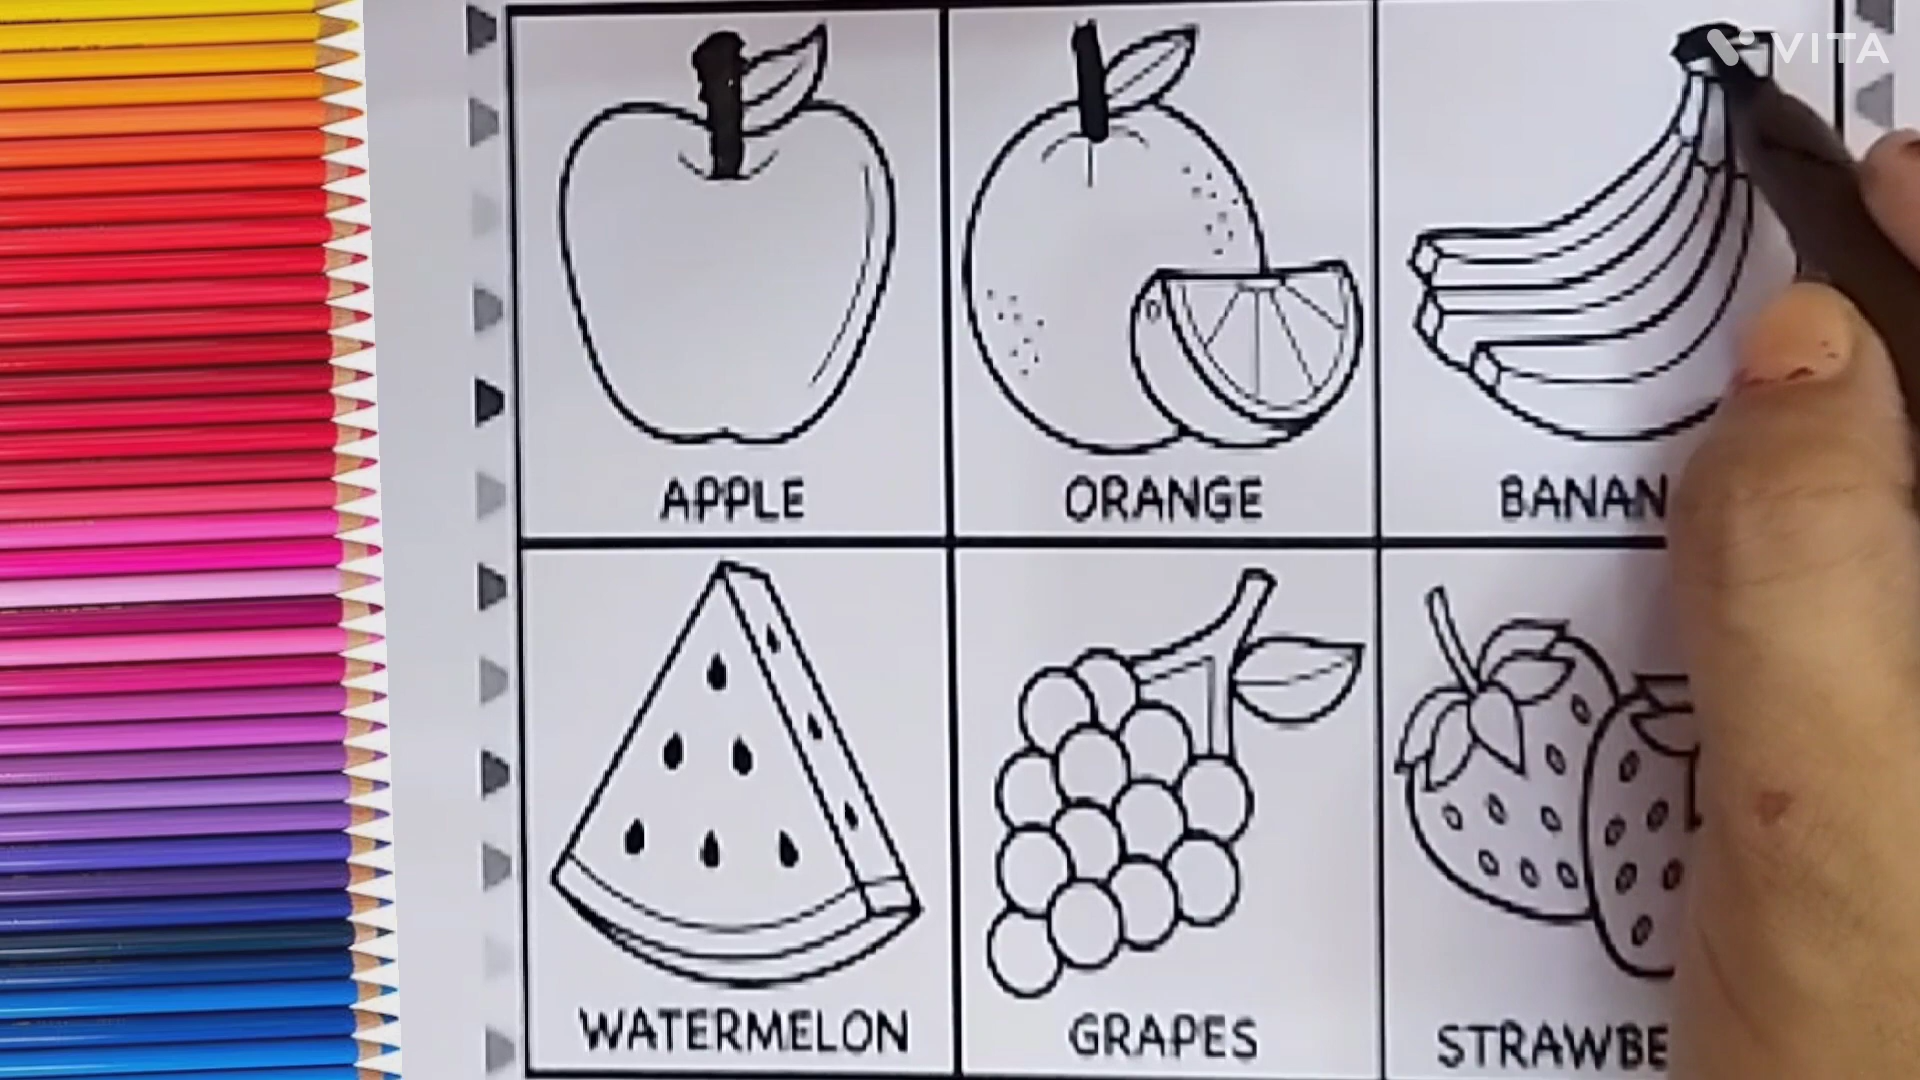 VITA
APPLE
ORANGE
BANAN
WATERMELON
GRAPES
STRAWBE